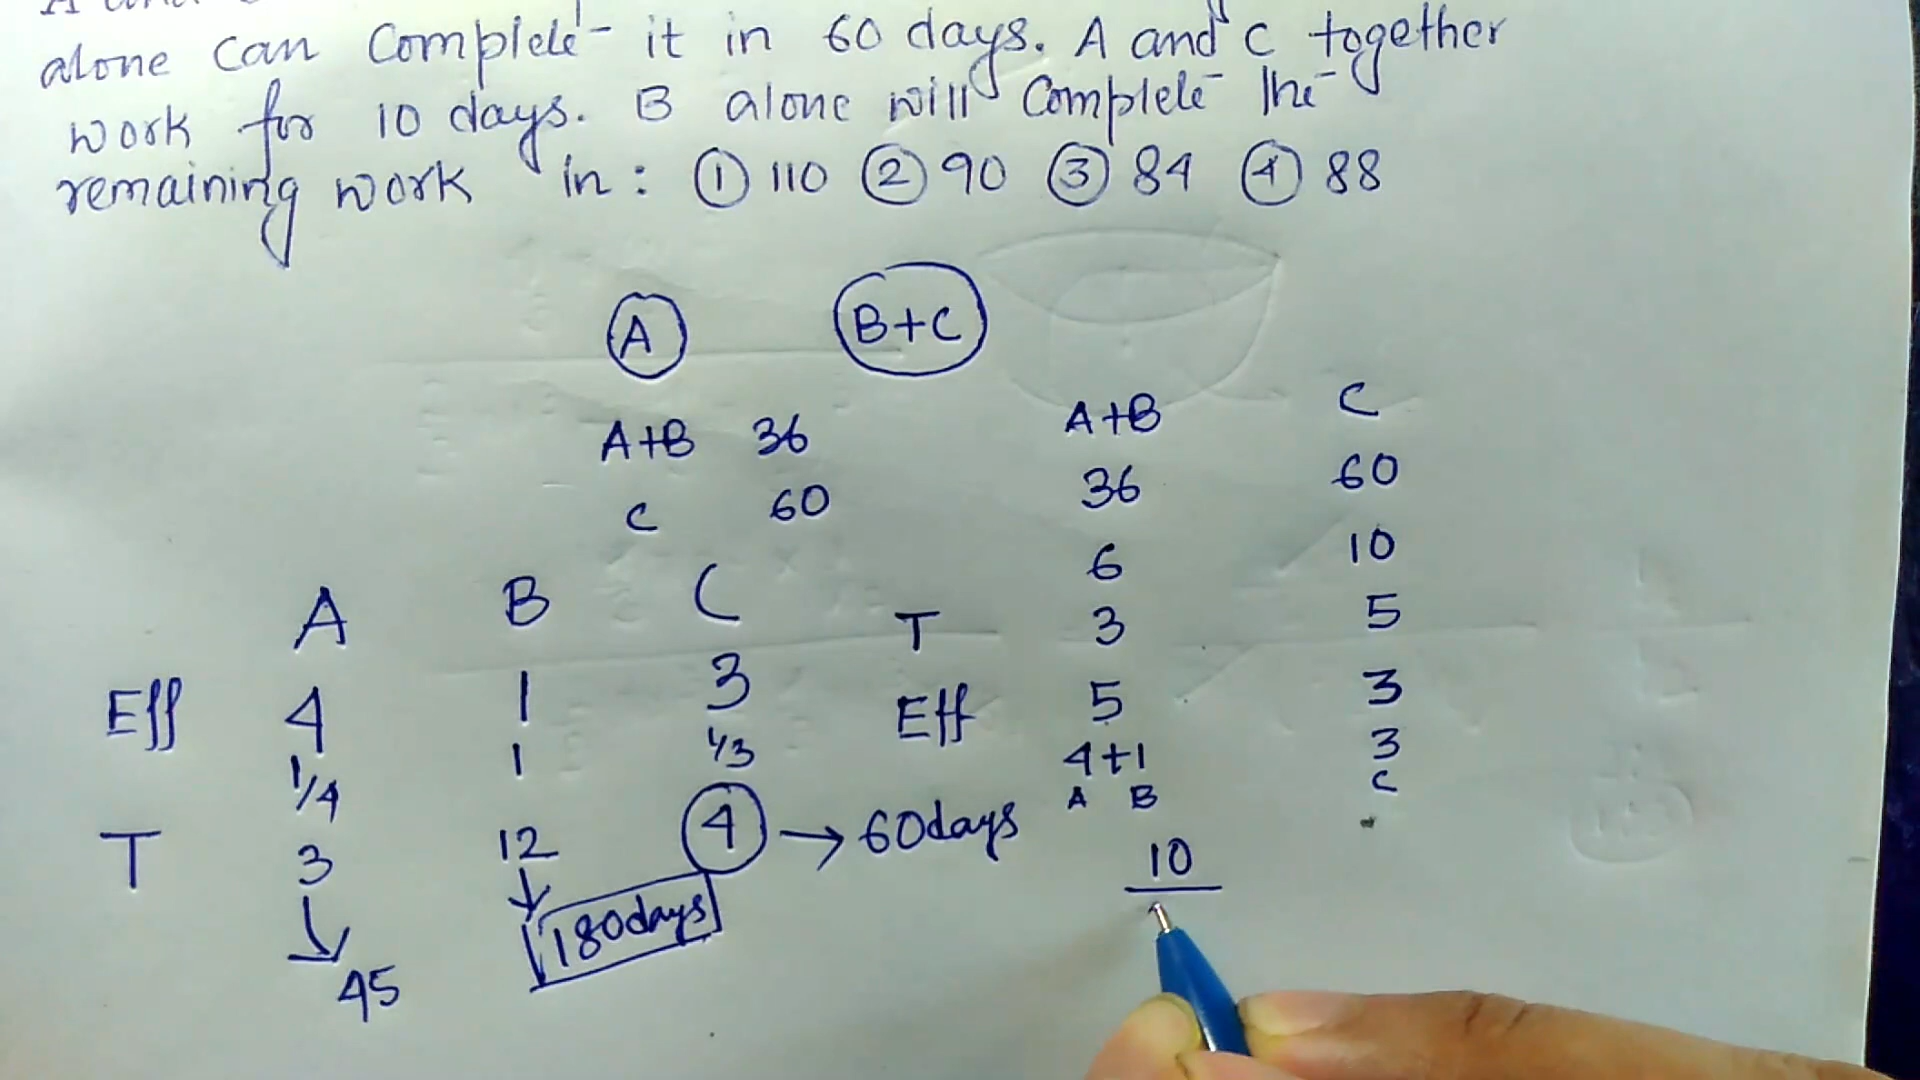 alone can complete it in 60 days. A and C together
work for 10 days. B alone will complete the
remaining work in: ① 110 ② 90 ③ 84 ④ 88
A B+C
A+B 36
C 60
A B C
Eff 4 1 3
1/4 1 1/3
T 3 12 4 → 60days
45 180days
A+B C
36 60
6 10
T 3 5
Eff 5 3
4+1 3
A B C
10